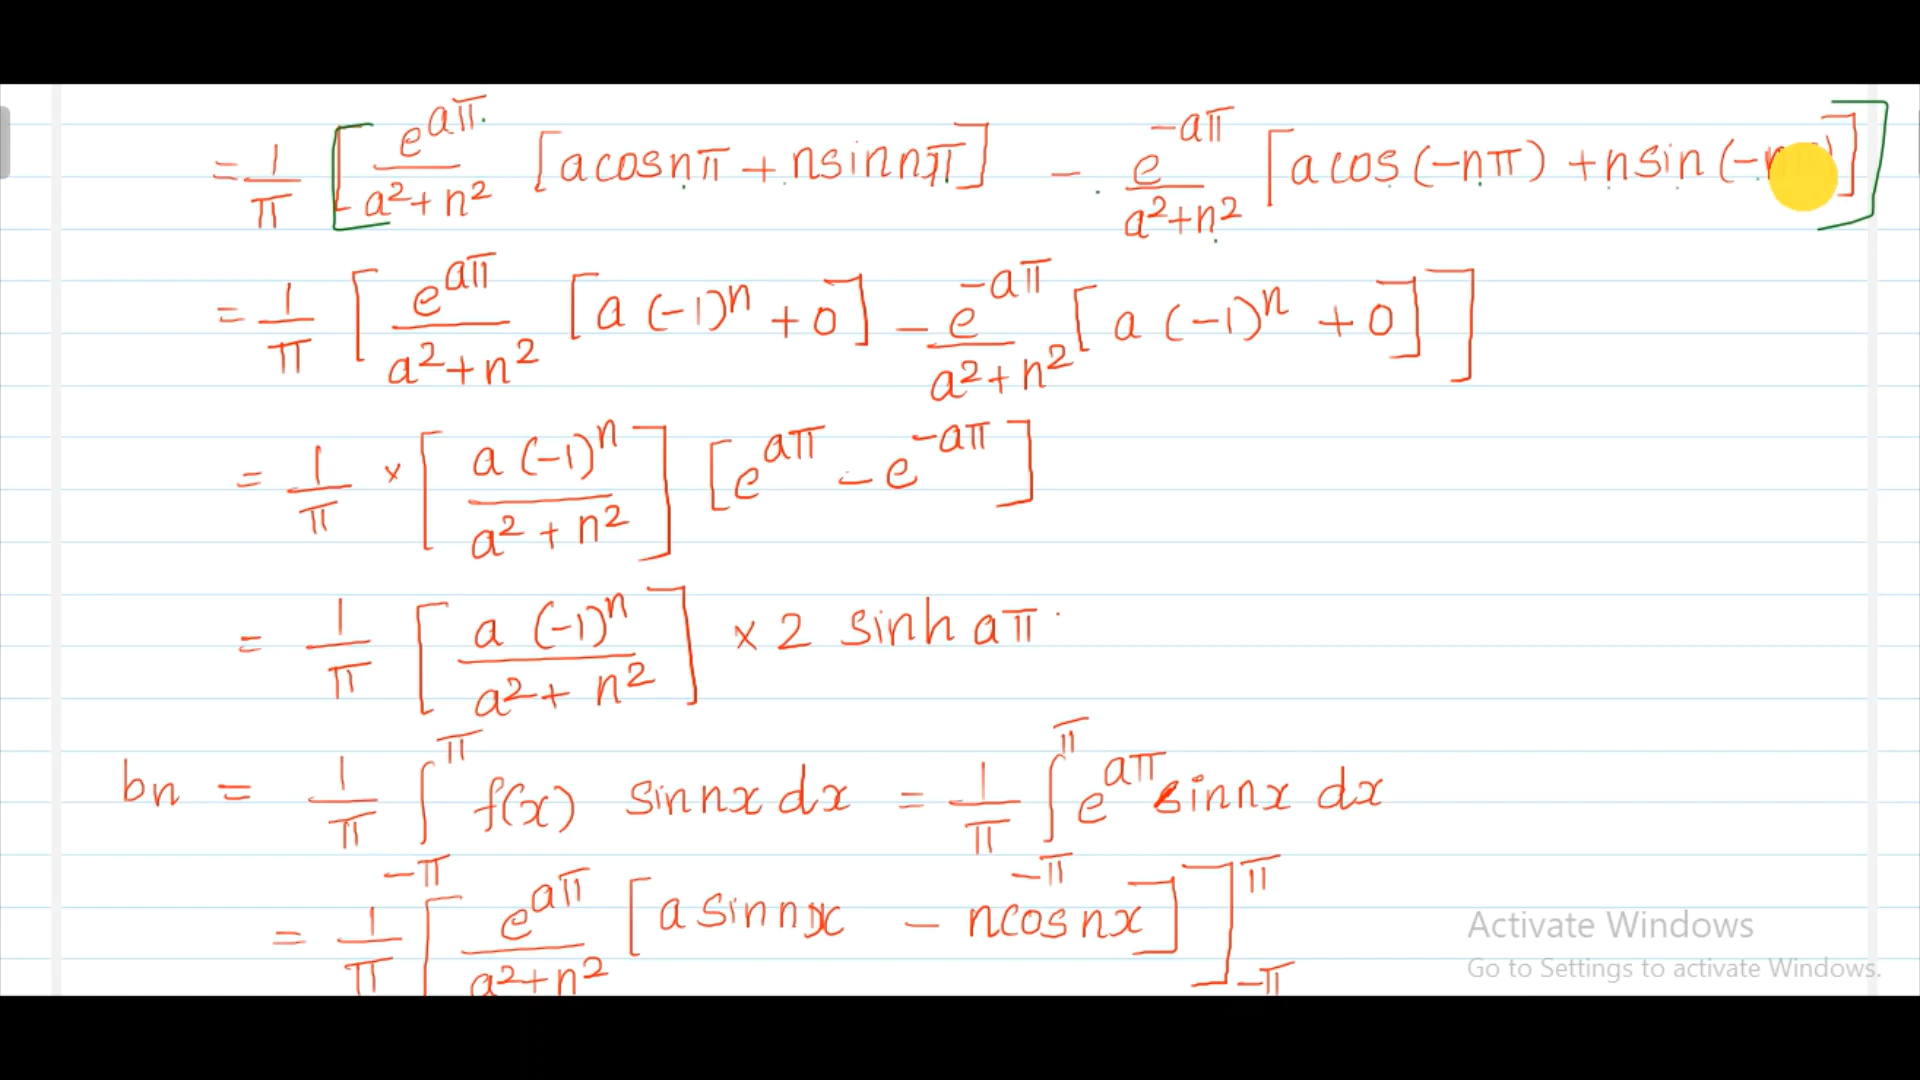 = 1/π [ e^{aπ}/(a²+n²) [a cos nπ + n sin nπ] - e^{-aπ}/(a²+n²) [a cos (-nπ) + n sin (-n ] ]
= 1/π [ e^{aπ}/(a²+n²) [a (-1)ⁿ + 0] - e^{-aπ}/(a²+n²) [a (-1)ⁿ + 0] ]
= 1/π × [ a (-1)ⁿ/(a²+n²) ] [e^{aπ} - e^{-aπ}]
= 1/π [ a (-1)ⁿ/(a²+n²) ] × 2 sinh aπ
bn = 1/π ∫_{-π}^{π} f(x) sin nx dx = 1/π ∫_{-π}^{π} e^{aπ} sin nx dx
= 1/π [ e^{aπ}/(a²+n²) [a sin nx - n cos nx] ]_{-π}^{π}
Activate Windows
Go to Settings to activate Windows.